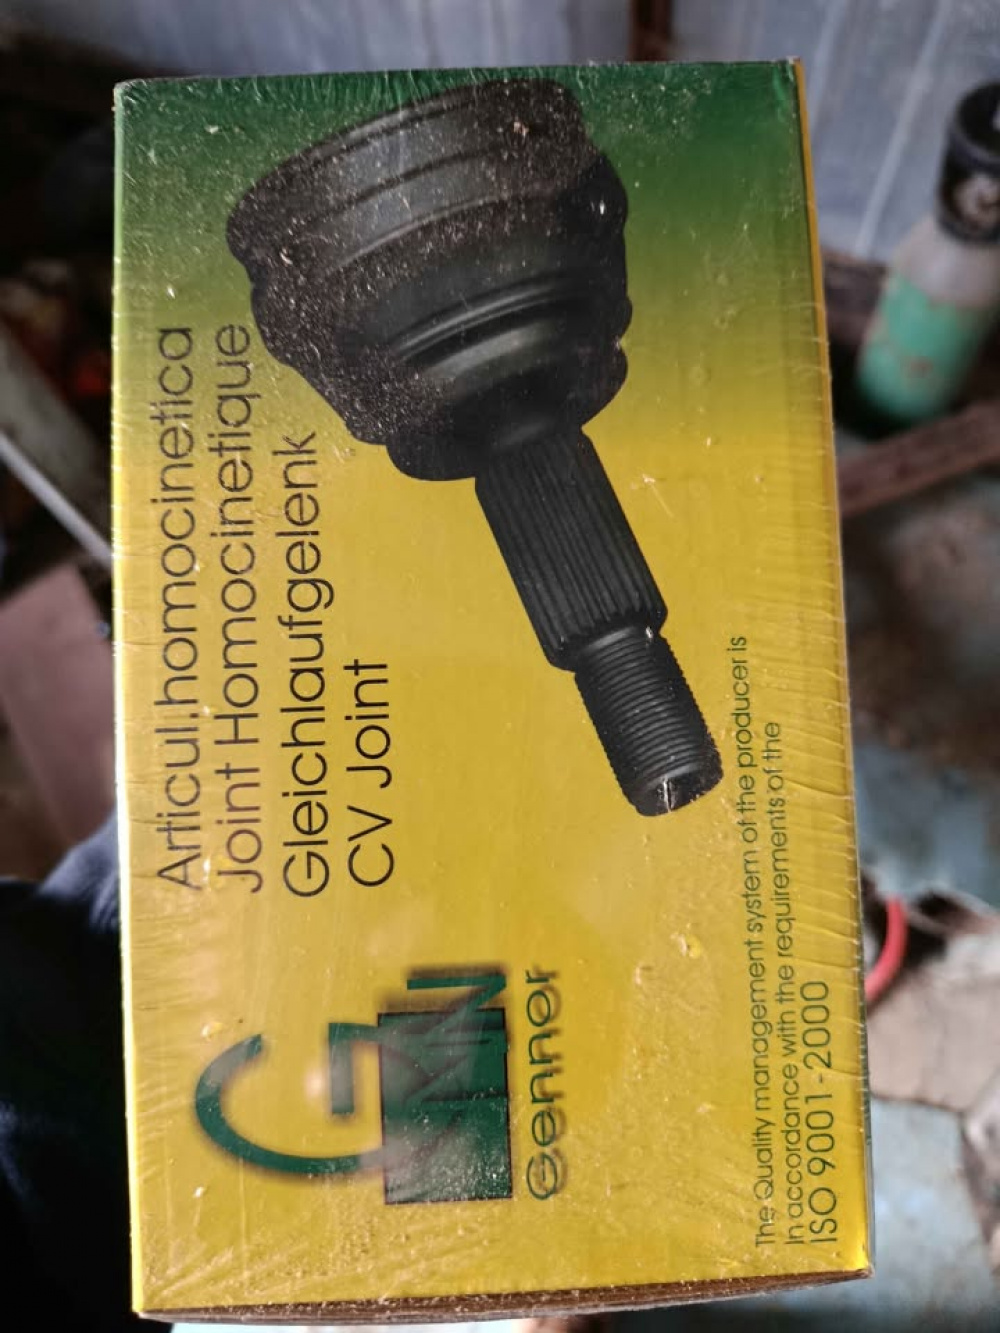 Articul.homocinetica
Joint Homocinetique
Gleichlaufgelenk
CV Joint
GNN
Genner
The Quality management system of the producer is
In accordance with the requirements of the
ISO 9001-2000